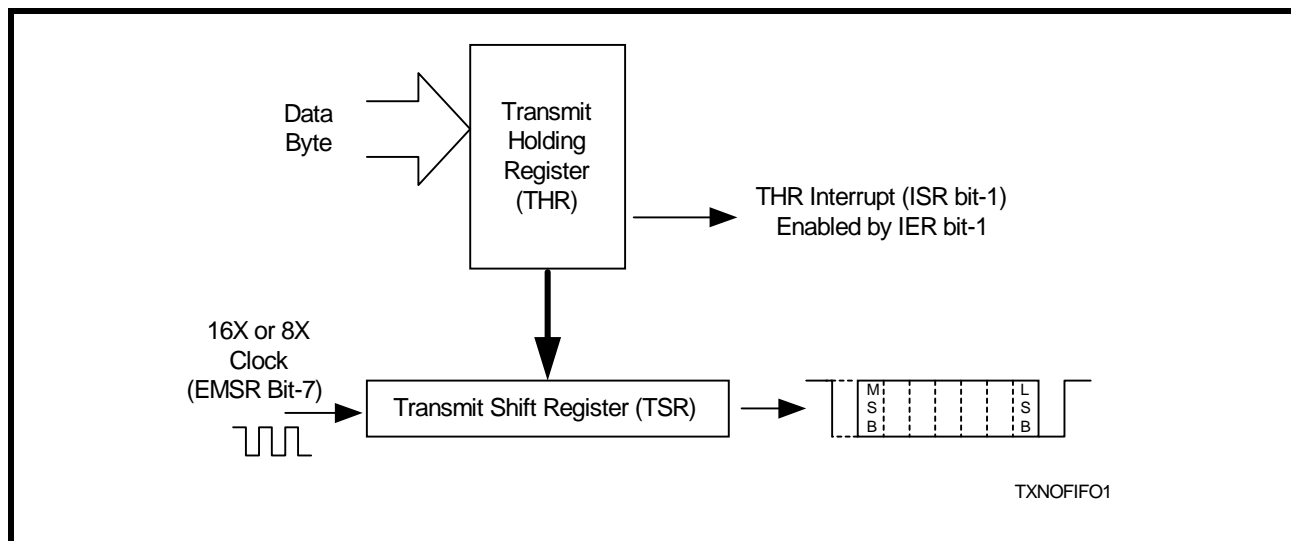 Data
Byte
Transmit
Holding
Register
(THR)
THR Interrupt (ISR bit-1)
Enabled by IER bit-1
16X or 8X
Clock
(EMSR Bit-7)
Transmit Shift Register (TSR)
M
S
B
L
S
B
TXNOFIFO1